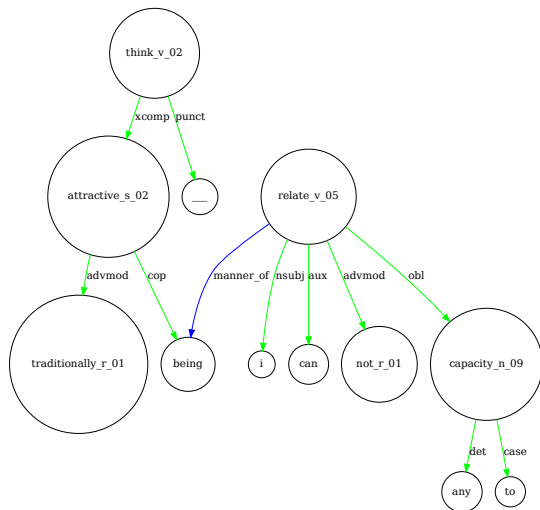 think_v_02
xcomp punct
attractive_s_02 ___ relate_v_05
advmod cop manner_of nsubj aux advmod obl
traditionally_r_01 being i can not_r_01 capacity_n_09
det case
any to